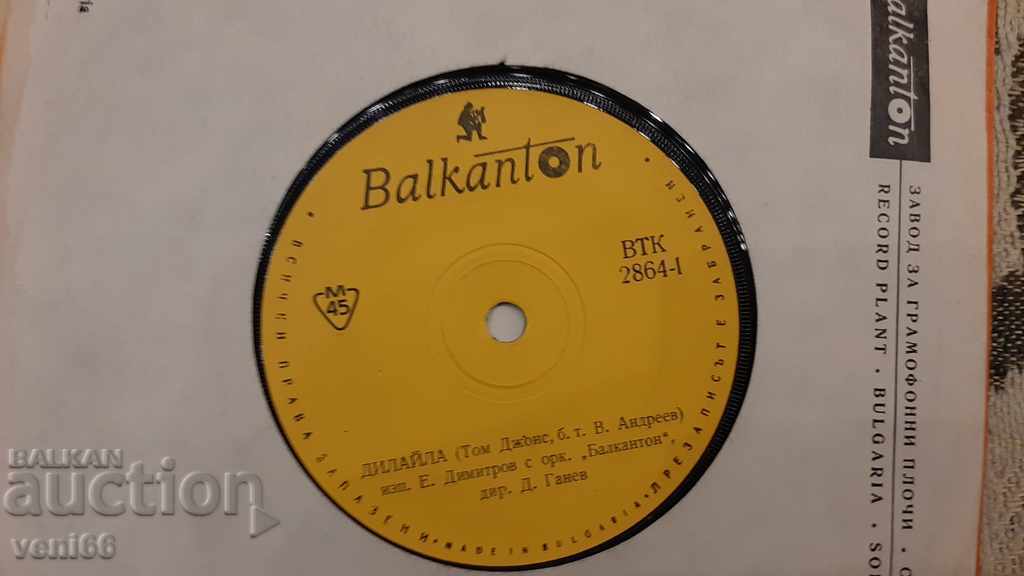 Balkanton
ВТК
2864-I
М
45
ДИЛАЙЛА (Том Джонс, б. т. В. Андреев)
изп. Е. Димитров с орк. „Балкантон“,
дир. Д. Ганев
• ВСИЧКИ ПРАВА ЗАПАЗЕНИ • MADE IN BULGARIA • ПРЕЗАПИСЪТ Е ЗАБРАНЕН •
Balkanton
ЗАВОД ЗА ГРАМОФОННИ ПЛОЧИ •
RECORD PLANT • BULGARIA •
BALKAN
auction
veni66